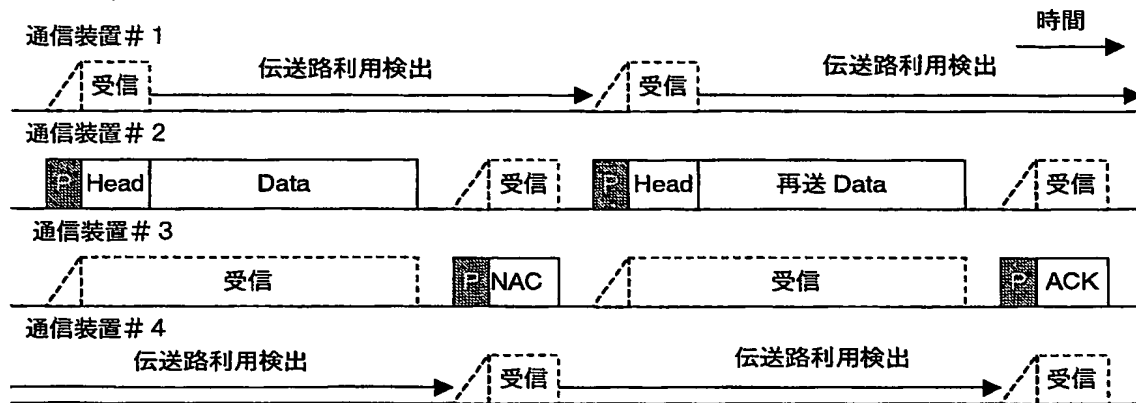 時間
通信装置＃1
受信 伝送路利用検出 受信 伝送路利用検出
通信装置＃2
P Head Data 受信 P Head 再送 Data 受信
通信装置＃3
受信 P NAC 受信 P ACK
通信装置＃4
伝送路利用検出 受信 伝送路利用検出 受信